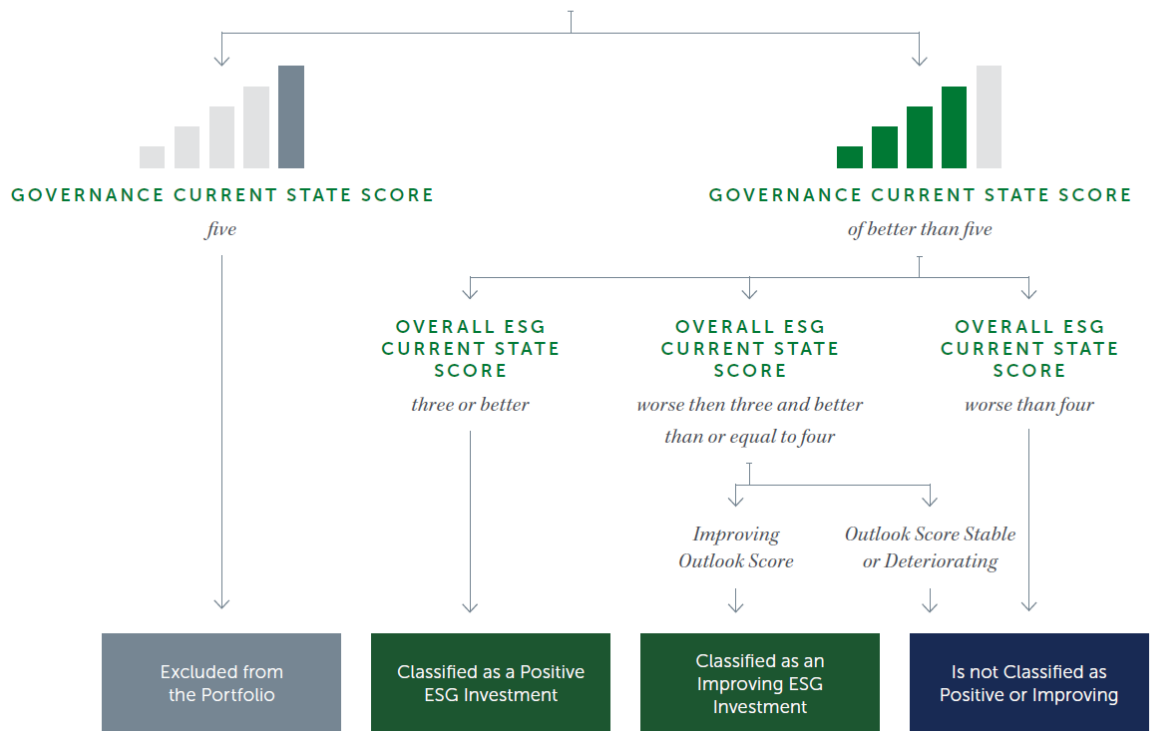 GOVERNANCE CURRENT STATE SCORE
five
GOVERNANCE CURRENT STATE SCORE
of better than five
OVERALL ESG
CURRENT STATE
SCORE
three or better
OVERALL ESG
CURRENT STATE
SCORE
worse then three and better
than or equal to four
OVERALL ESG
CURRENT STATE
SCORE
worse than four
Improving
Outlook Score
Outlook Score Stable
or Deteriorating
Excluded from
the Portfolio
Classified as a Positive
ESG Investment
Classified as an
Improving ESG
Investment
Is not Classified as
Positive or Improving